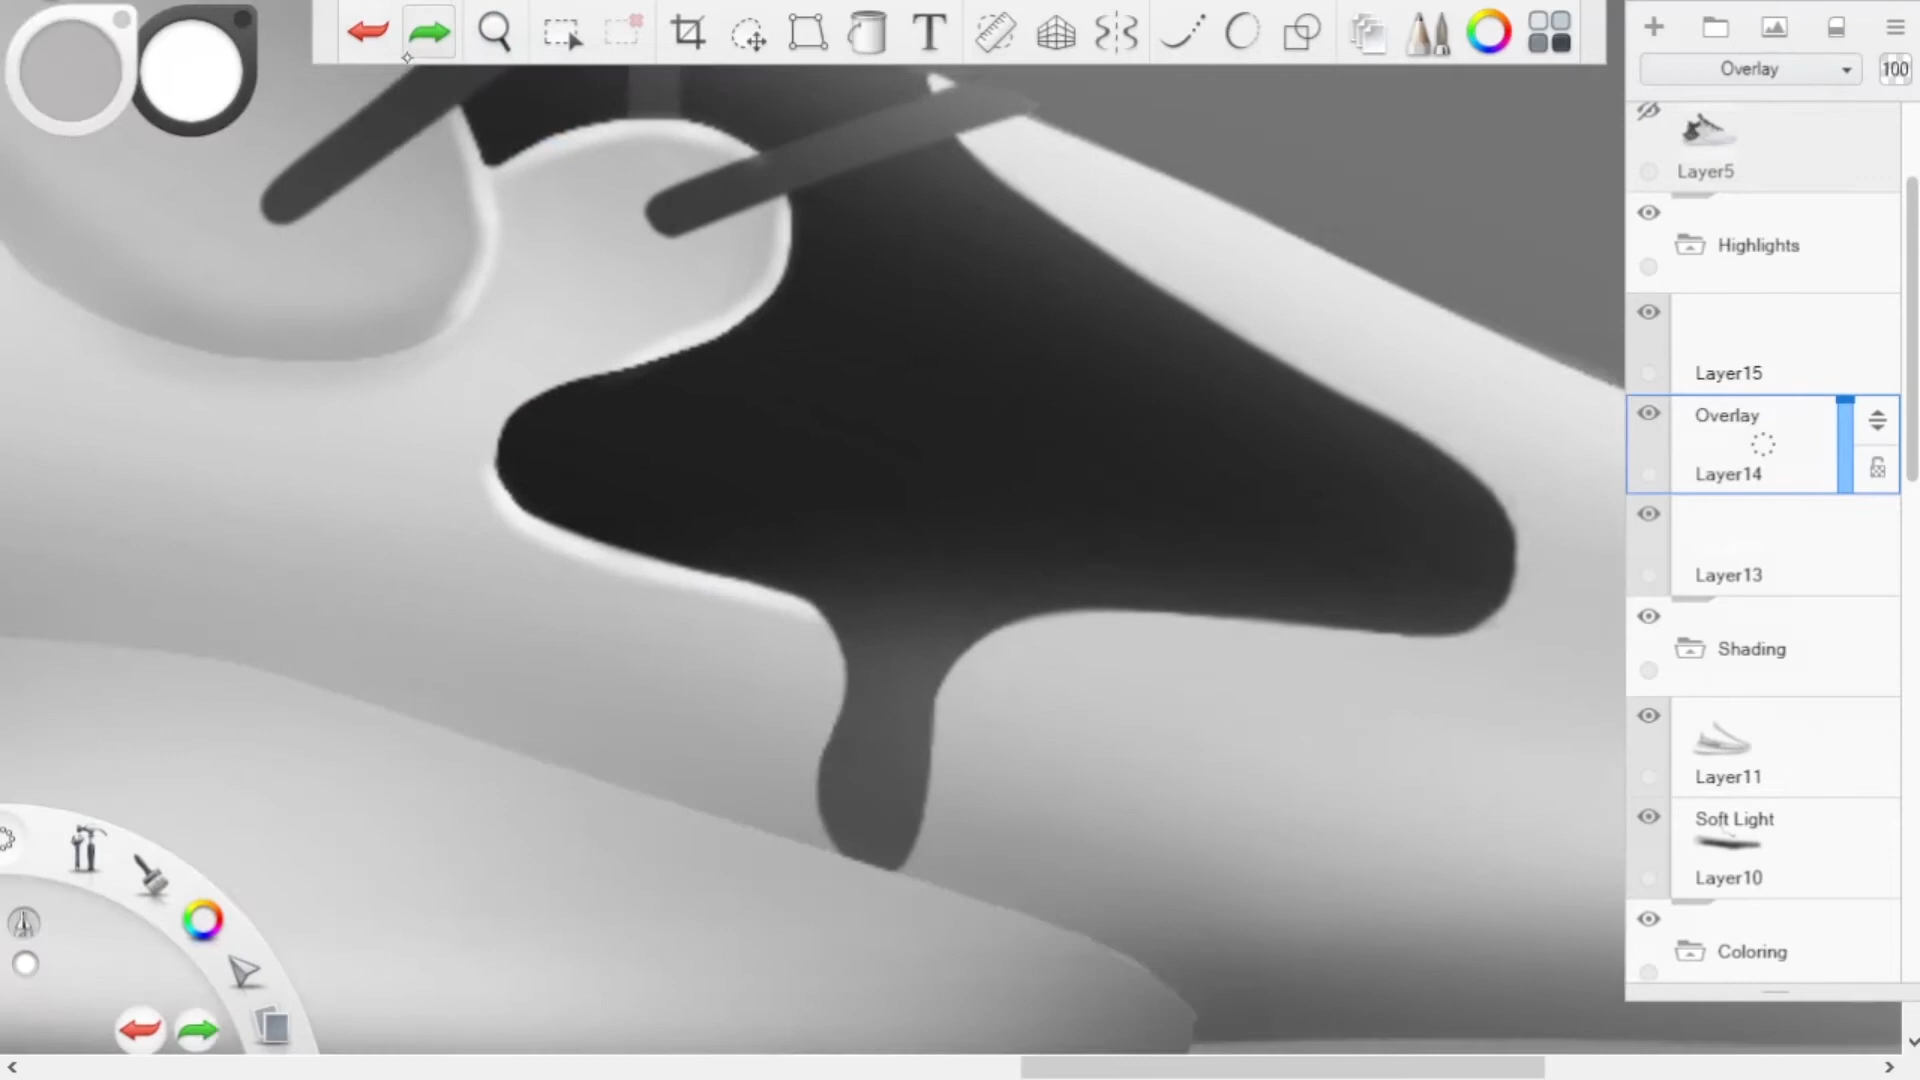 T
Overlay
100
Layer5
Highlights
Layer15
Overlay
Layer14
Layer13
Shading
Layer11
Soft Light
Layer10
Coloring